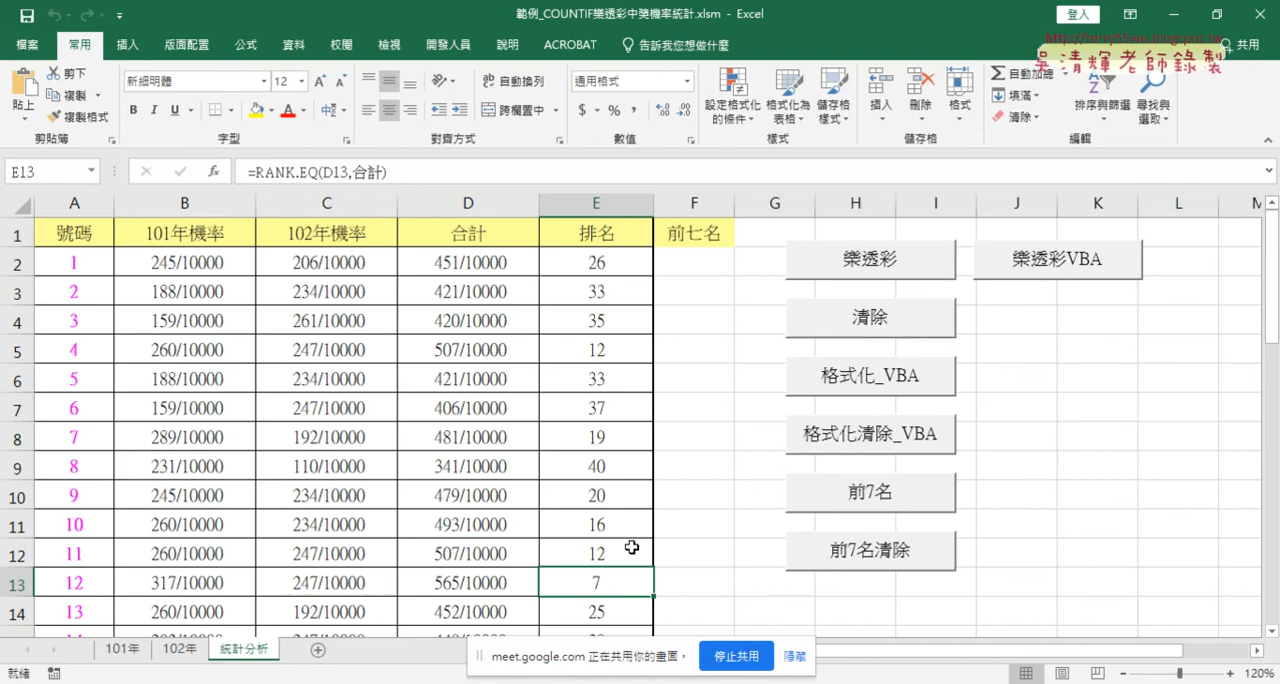 範例_COUNTIF樂透彩中獎機率統計.xlsm - Excel
登入
檔案 常用 插入 版面配置 公式 資料 校閱 檢視 開發人員 說明 ACROBAT 告訴我您想做什麼 共用
http://terry55wu.blogspot.tw
吳清輝老師錄製
貼上 剪下 複製 複製格式 剪貼簿
新細明體 12 A A
B I U A 中 字型
自動換列 跨欄置中 對齊方式
通用格式
$ % , 數值
設定格式化的條件 格式化為表格 儲存格樣式 樣式
插入 刪除 格式 儲存格
自動加總 填滿 清除 排序與篩選 尋找與選取 編輯
E13 fx =RANK.EQ(D13,合計)
A B C D E F G H I J K L M
1 號碼 101年機率 102年機率 合計 排名 前七名
2 1 245/10000 206/10000 451/10000 26 樂透彩 樂透彩VBA
3 2 188/10000 234/10000 421/10000 33
4 3 159/10000 261/10000 420/10000 35 清除
5 4 260/10000 247/10000 507/10000 12
6 5 188/10000 234/10000 421/10000 33 格式化_VBA
7 6 159/10000 247/10000 406/10000 37
8 7 289/10000 192/10000 481/10000 19 格式化清除_VBA
9 8 231/10000 110/10000 341/10000 40
10 9 245/10000 234/10000 479/10000 20 前7名
11 10 260/10000 260/10000 493/10000 16
12 11 260/10000 247/10000 507/10000 12 前7名清除
13 12 317/10000 247/10000 565/10000 7
14 13 260/10000 192/10000 452/10000 25
101年 102年 統計分析
meet.google.com 正在共用你的畫面。 停止共用 隱藏
就緒 120%